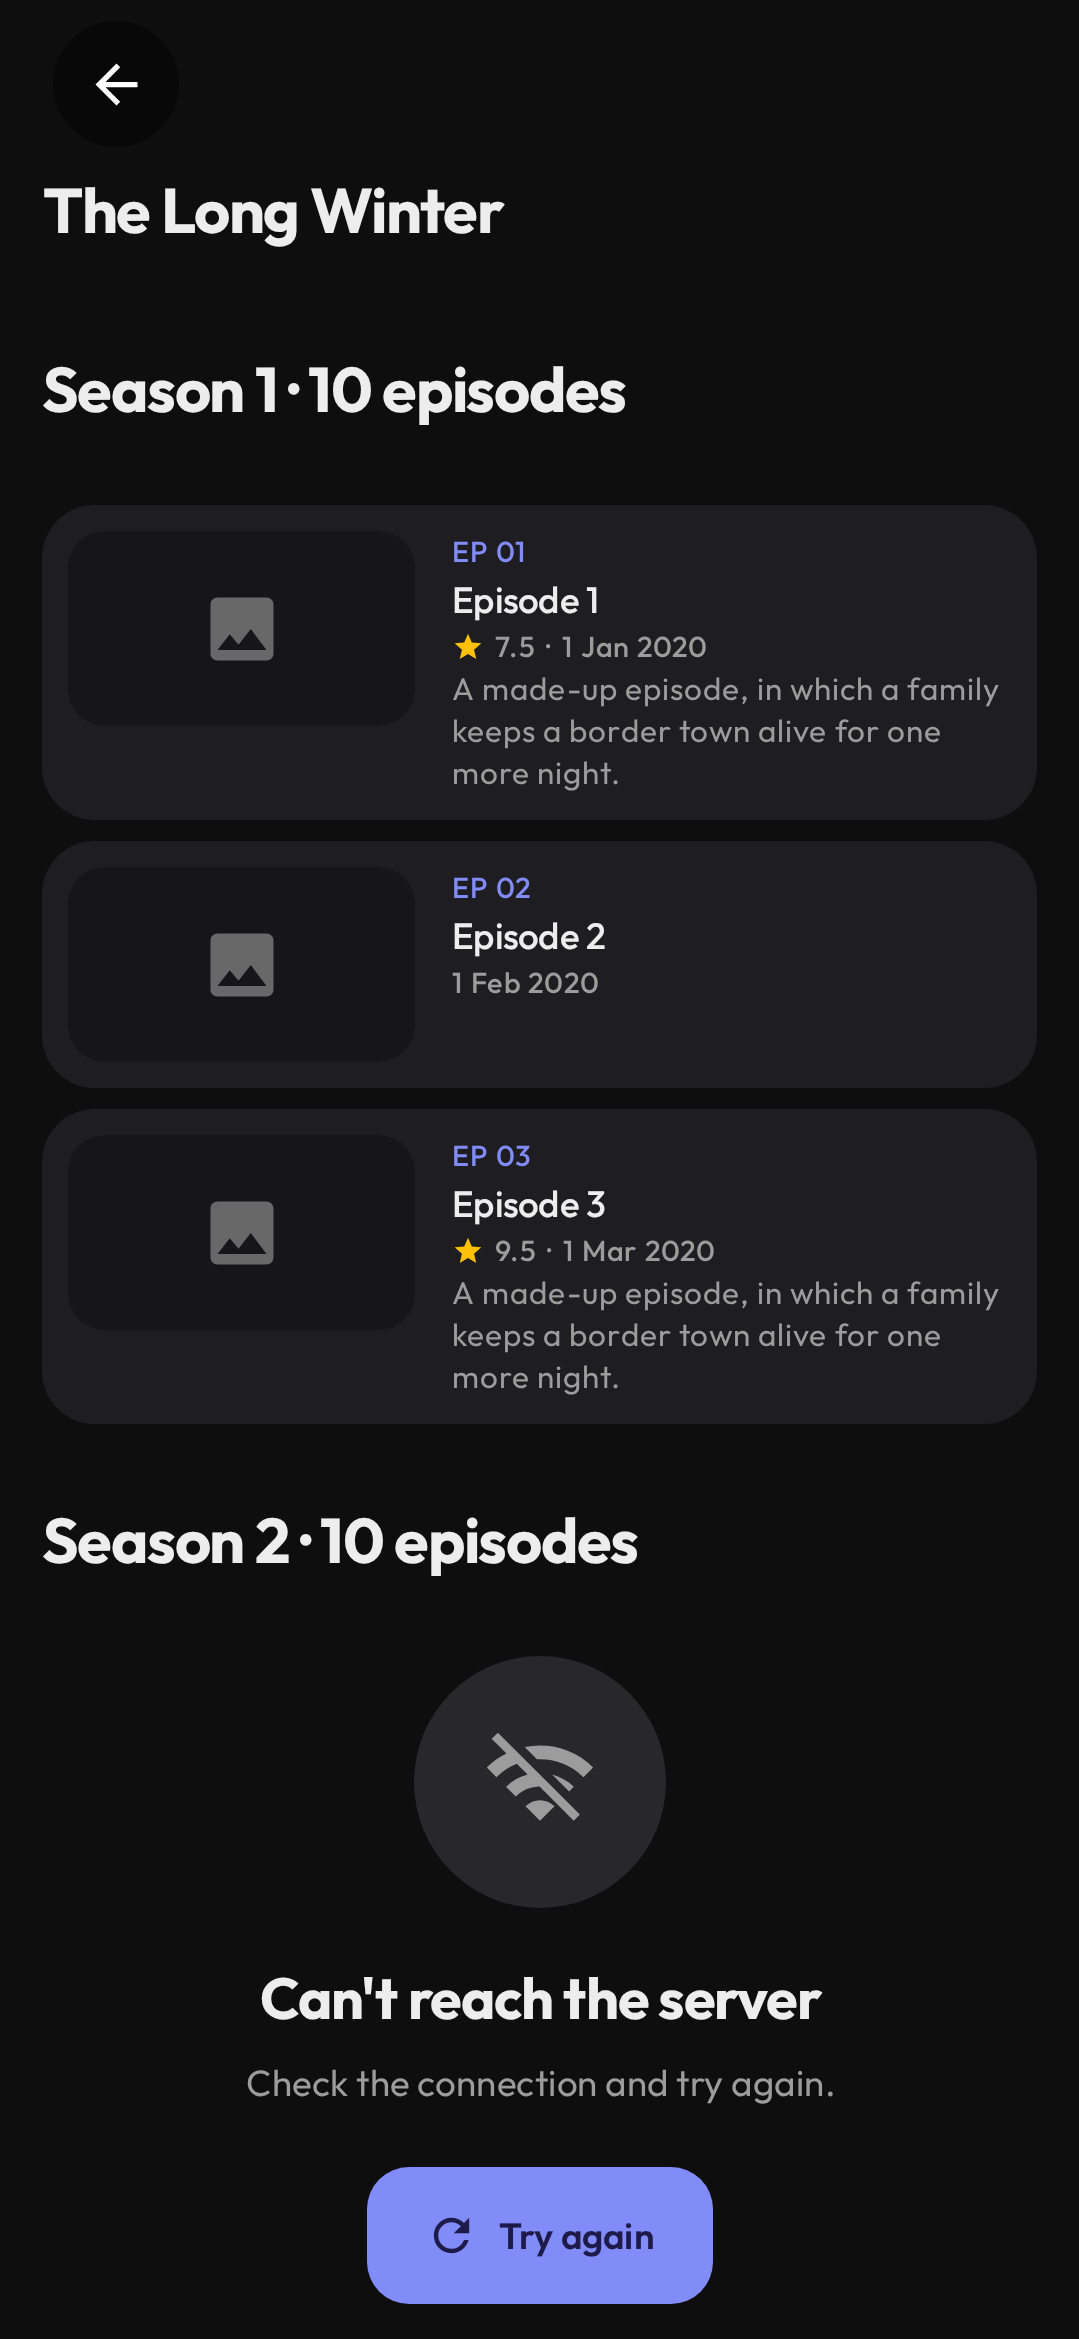 The Long Winter
Season 1 · 10 episodes
EP 01
Episode 1
7.5 · 1 Jan 2020
A made-up episode, in which a family
keeps a border town alive for one
more night.
EP 02
Episode 2
1 Feb 2020
EP 03
Episode 3
9.5 · 1 Mar 2020
A made-up episode, in which a family
keeps a border town alive for one
more night.
Season 2 · 10 episodes
Can't reach the server
Check the connection and try again.
Try again